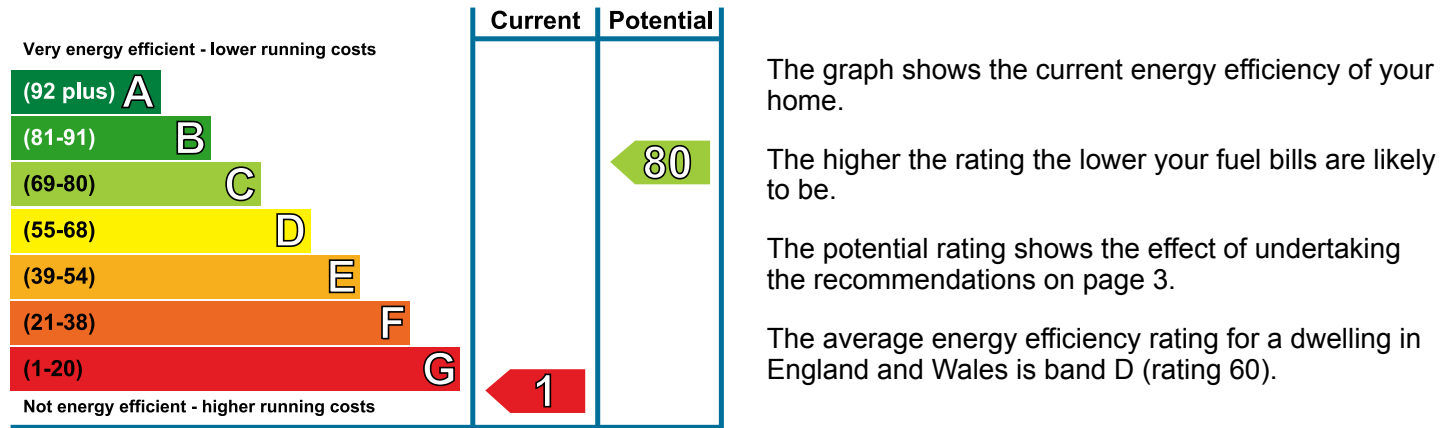 Current Potential
Very energy efficient - lower running costs
(92 plus) A
(81-91) B
80
(69-80) C
(55-68) D
(39-54) E
(21-38) F
(1-20) G
1
Not energy efficient - higher running costs
The graph shows the current energy efficiency of your
home.
The higher the rating the lower your fuel bills are likely
to be.
The potential rating shows the effect of undertaking
the recommendations on page 3.
The average energy efficiency rating for a dwelling in
England and Wales is band D (rating 60).